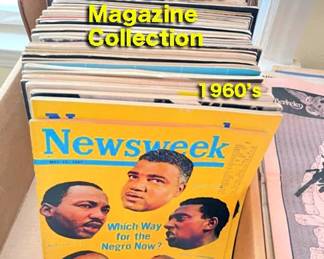 Magazine
Collection
1960's
Newsweek
Which Way
for the
Negro Now?